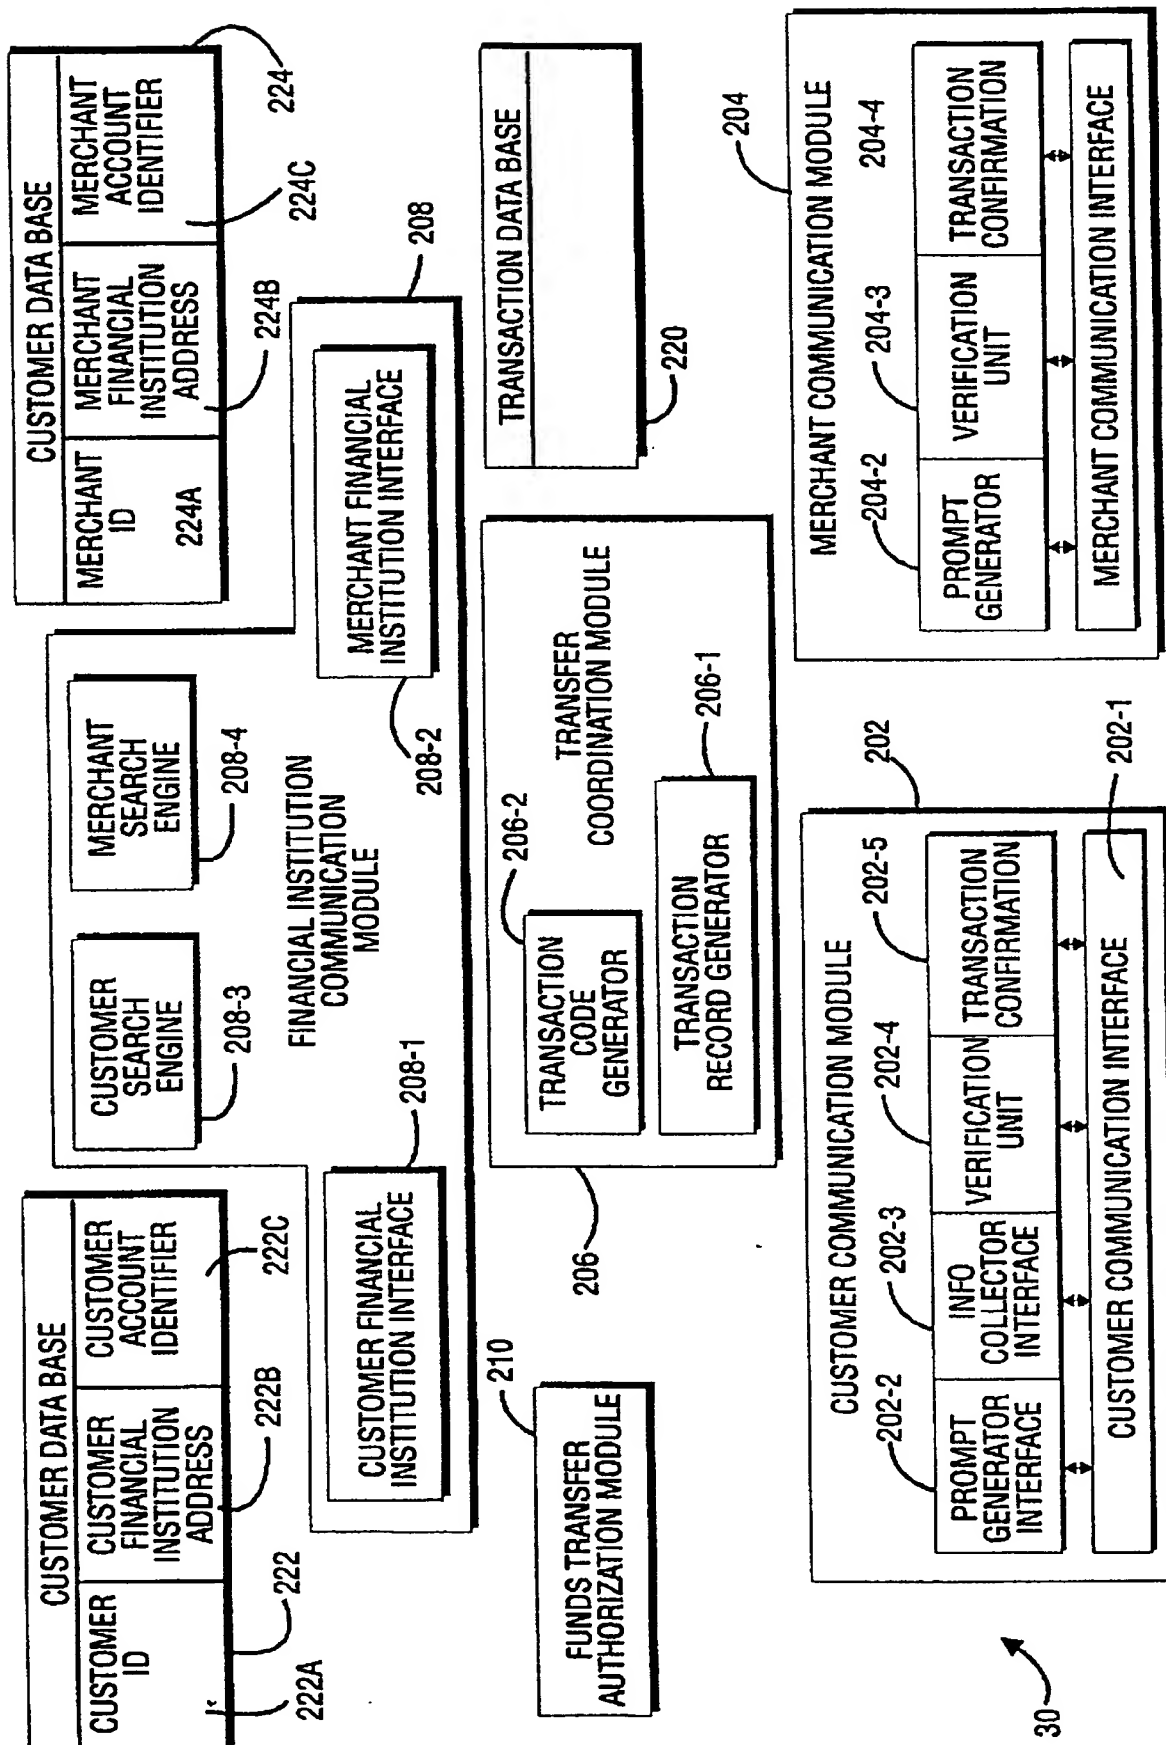 CUSTOMER DATA BASE
CUSTOMER
ID
CUSTOMER
FINANCIAL
INSTITUTION
ADDRESS
CUSTOMER
ACCOUNT
IDENTIFIER
222A
222
222B
222C
CUSTOMER DATA BASE
MERCHANT
ID
224A
MERCHANT
FINANCIAL
INSTITUTION
ADDRESS
MERCHANT
ACCOUNT
IDENTIFIER
224B
224C
224
CUSTOMER
SEARCH
ENGINE
208-3
MERCHANT
SEARCH
ENGINE
208-4
FINANCIAL INSTITUTION
COMMUNICATION
MODULE
208
CUSTOMER FINANCIAL
INSTITUTION INTERFACE
208-1
MERCHANT FINANCIAL
INSTITUTION INTERFACE
208-2
210
FUNDS TRANSFER
AUTHORIZATION MODULE
206
TRANSACTION
CODE
GENERATOR
206-2
TRANSFER
COORDINATION MODULE
TRANSACTION
RECORD GENERATOR
206-1
TRANSACTION DATA BASE
220
CUSTOMER COMMUNICATION MODULE
202
202-2
202-3
202-4
202-5
PROMPT
GENERATOR
INTERFACE
INFO
COLLECTOR
INTERFACE
VERIFICATION
UNIT
TRANSACTION
CONFIRMATION
CUSTOMER COMMUNICATION INTERFACE
202-1
MERCHANT COMMUNICATION MODULE
204
204-2
204-3
204-4
PROMPT
GENERATOR
VERIFICATION
UNIT
TRANSACTION
CONFIRMATION
MERCHANT COMMUNICATION INTERFACE
30